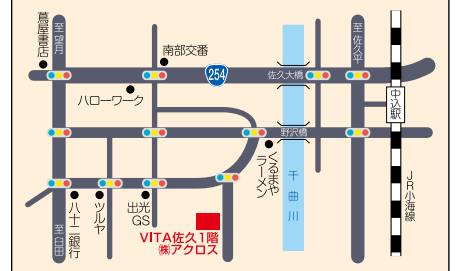 蔦屋書店
至望月
南部交番
254
佐久大橋
至佐久平
ハローワーク
中込駅
野沢橋
くるまや
ラーメン
千曲川
JR小海線
至臼田
八十二銀行
ツルヤ
出光
GS
VITA佐久1階
㈱アクロス